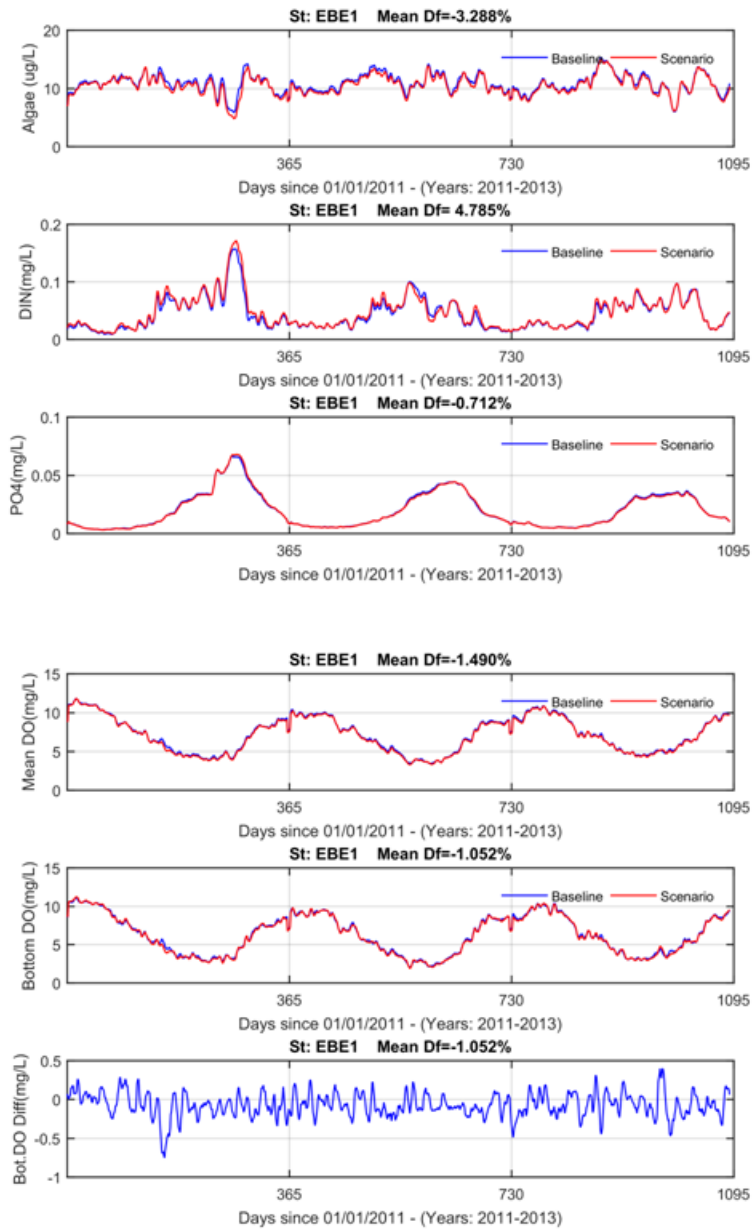 St: EBE1 Mean Df=-3.288%
20
10
0
Algae (ug/L)
Baseline Scenario
365 730 1095
Days since 01/01/2011 - (Years: 2011-2013)
St: EBE1 Mean Df= 4.785%
0.2
0.1
0
DIN(mg/L)
Baseline Scenario
365 730 1095
Days since 01/01/2011 - (Years: 2011-2013)
St: EBE1 Mean Df=-0.712%
0.1
0.05
0
PO4(mg/L)
Baseline Scenario
365 730 1095
Days since 01/01/2011 - (Years: 2011-2013)
St: EBE1 Mean Df=-1.490%
15
10
5
0
Mean DO(mg/L)
Baseline Scenario
365 730 1095
Days since 01/01/2011 - (Years: 2011-2013)
St: EBE1 Mean Df=-1.052%
15
10
5
0
Bottom DO(mg/L)
Baseline Scenario
365 730 1095
Days since 01/01/2011 - (Years: 2011-2013)
St: EBE1 Mean Df=-1.052%
0.5
0
-0.5
-1
Bot.DO Diff(mg/L)
365 730 1095
Days since 01/01/2011 - (Years: 2011-2013)